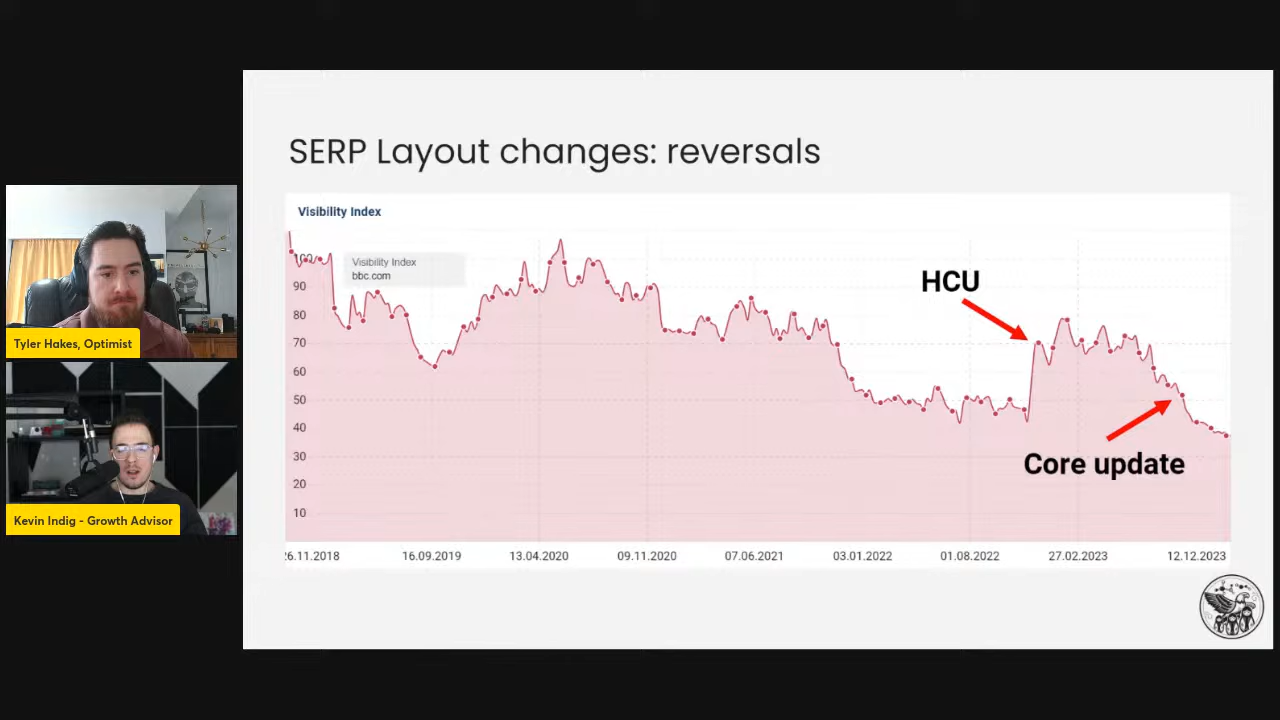 SERP Layout changes: reversals
Visibility Index
100
90
80
70
60
50
40
30
20
10
Visibility Index
bbc.com
HCU
Core update
26.11.2018
16.09.2019
13.04.2020
09.11.2020
07.06.2021
03.01.2022
01.08.2022
27.02.2023
12.12.2023
Tyler Hakes, Optimist
Kevin Indig - Growth Advisor